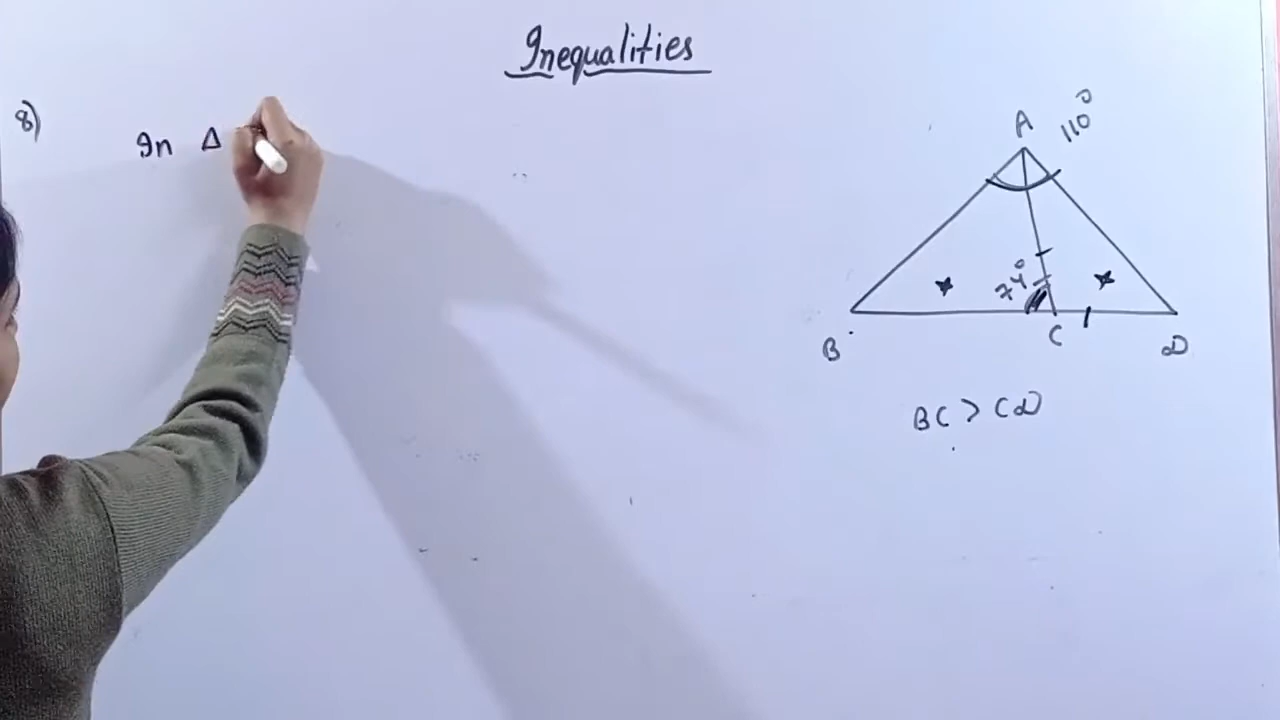 Inequalities
8)
In Δ
A
110°
74°
B
C
D
BC > CD